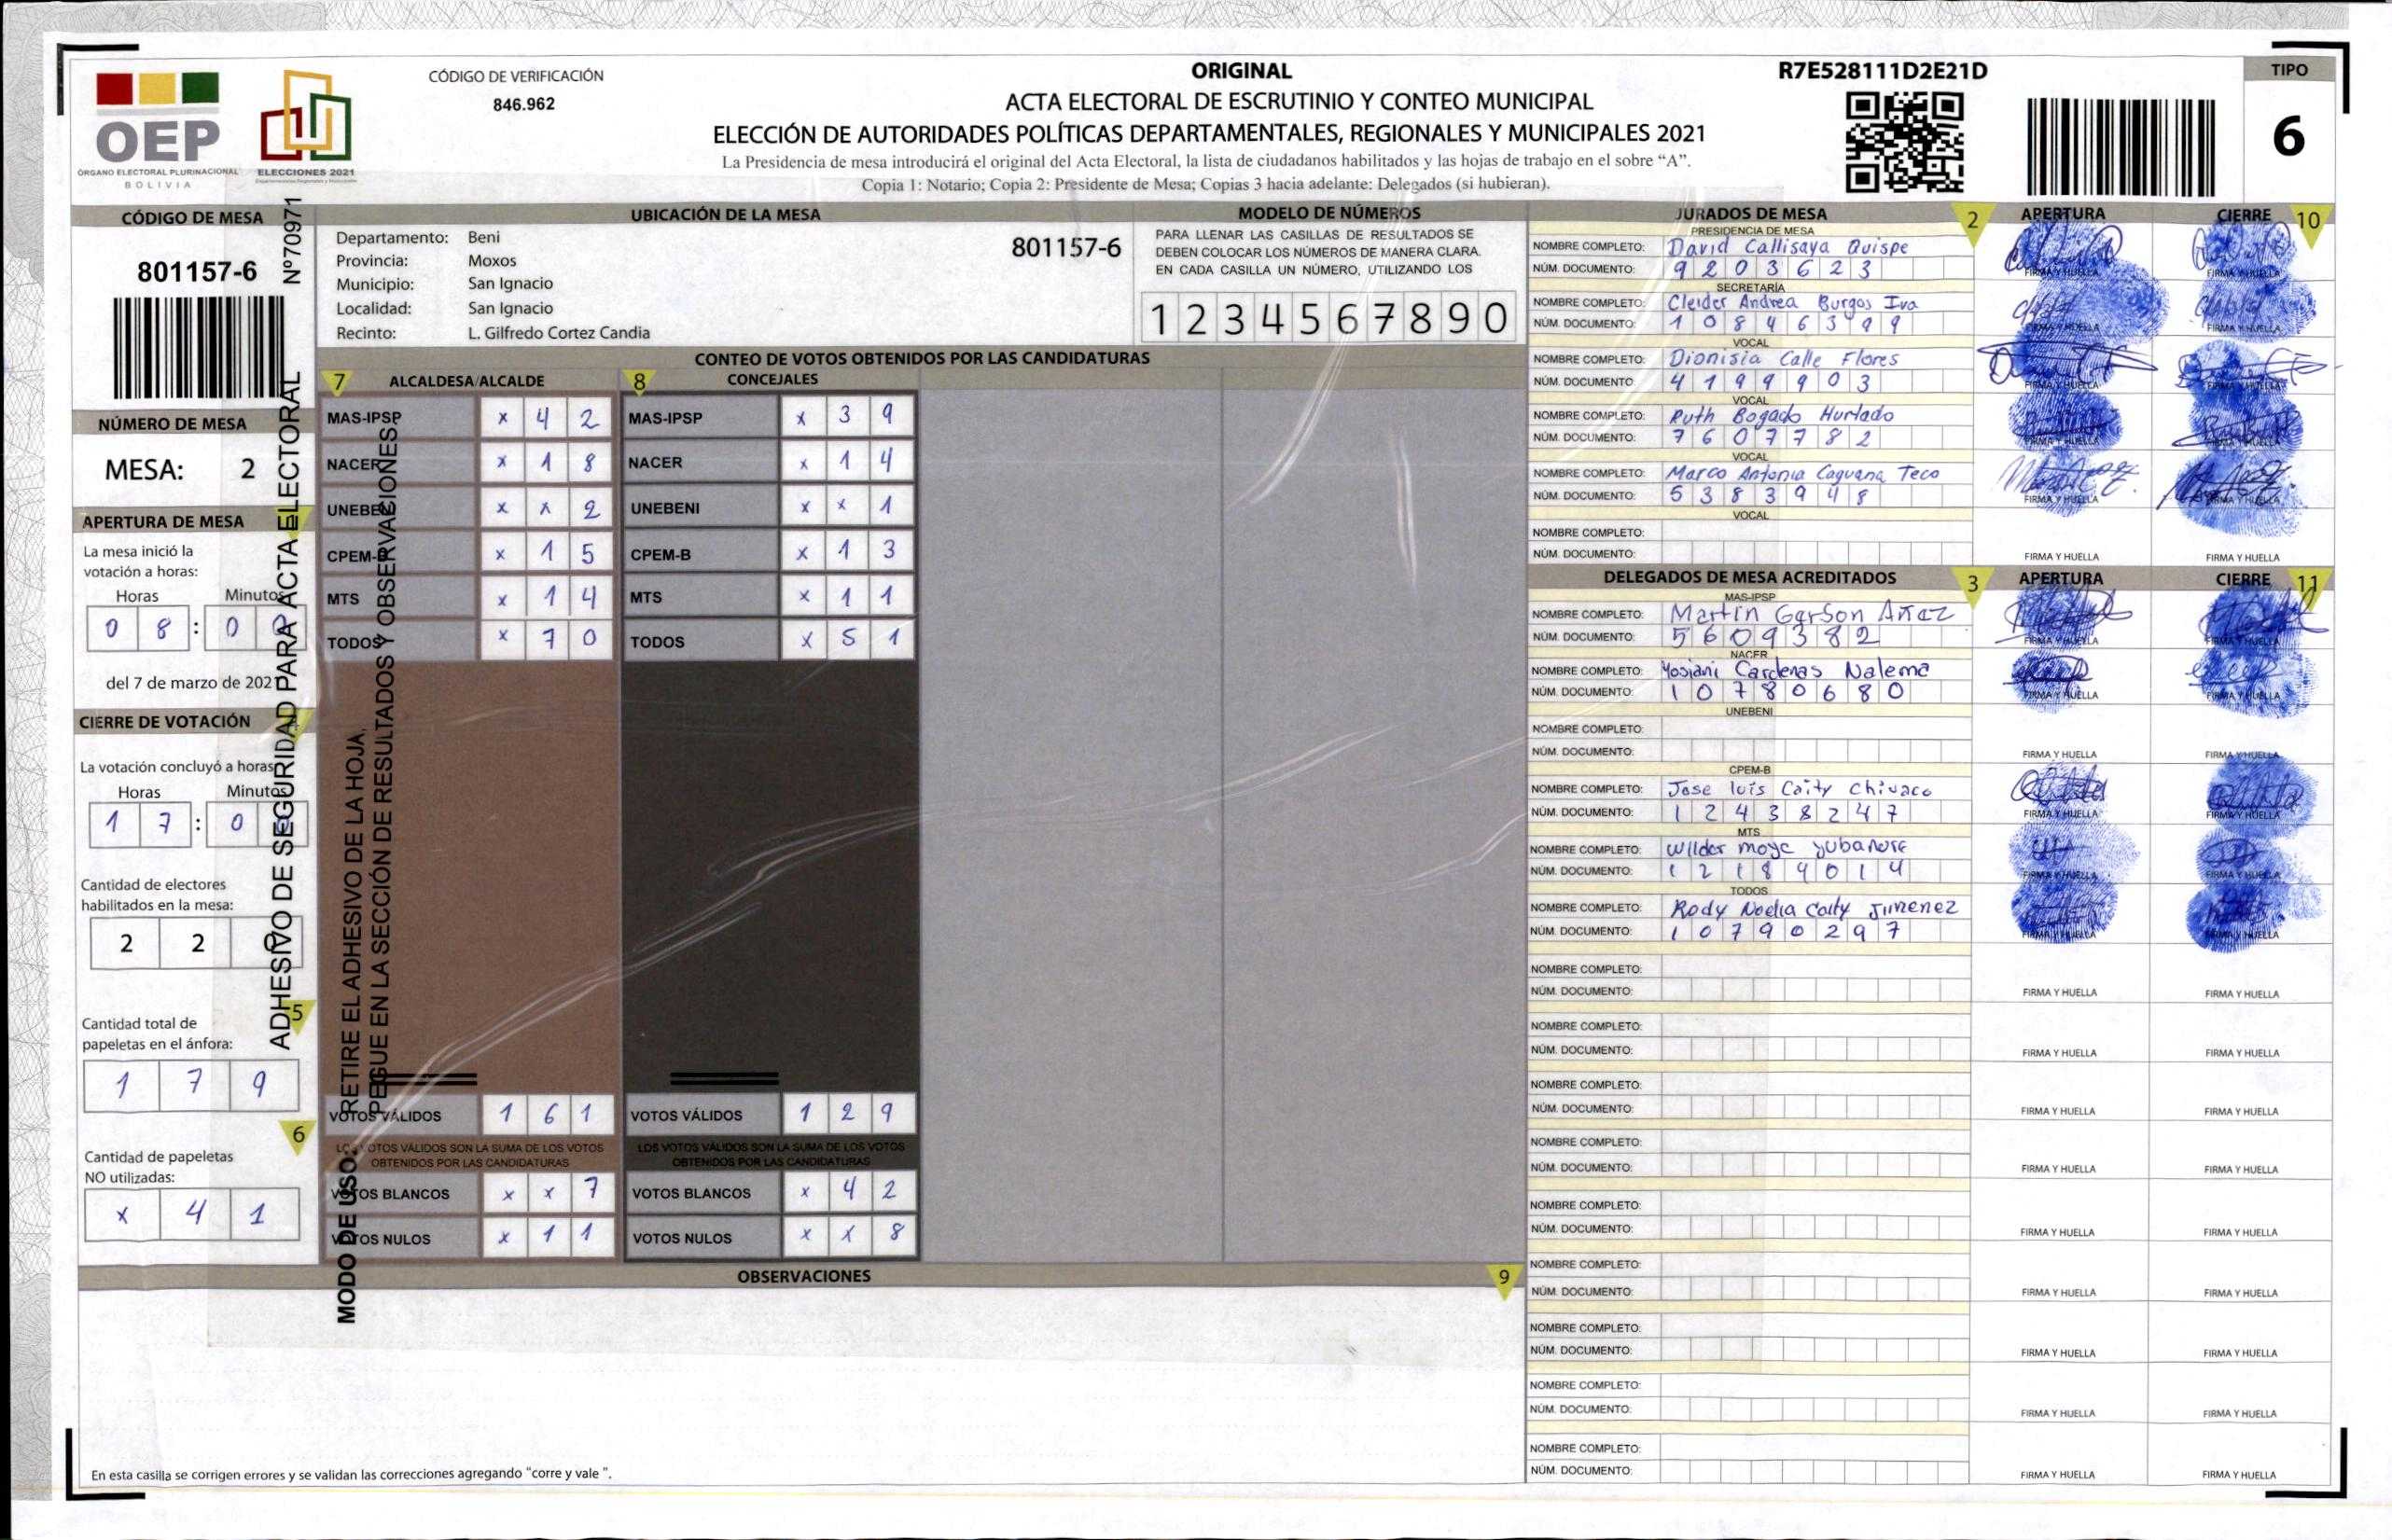 OEP
ÓRGANO ELECTORAL PLURINACIONAL
BOLIVIA
ELECCIONES 2021
CÓDIGO DE VERIFICACIÓN
846.962
ORIGINAL
ACTA ELECTORAL DE ESCRUTINIO Y CONTEO MUNICIPAL
ELECCIÓN DE AUTORIDADES POLÍTICAS DEPARTAMENTALES, REGIONALES Y MUNICIPALES 2021
La Presidencia de mesa introducirá el original del Acta Electoral, la lista de ciudadanos habilitados y las hojas de trabajo en el sobre “A”.
Copia 1: Notario; Copia 2: Presidente de Mesa; Copias 3 hacia adelante: Delegados (si hubieran).
R7E528111D2E21D
TIPO
6
CÓDIGO DE MESA
801157-6
NÚMERO DE MESA
MESA: 2
APERTURA DE MESA
La mesa inició la
votación a horas:
Horas Minutos
0 8 : 0
del 7 de marzo de 202
CIERRE DE VOTACIÓN
La votación concluyó a horas
Horas Minutos
1 7 : 0
Cantidad de electores
habilitados en la mesa:
2 2 0
5
Cantidad total de
papeletas en el ánfora:
1 7 9
6
Cantidad de papeletas
NO utilizadas:
x 4 1
ADHESIVO DE SEGURIDAD PARA ACTA ELECTORAL Nº70971
MODO DE USO: RETIRE EL ADHESIVO DE LA HOJA,
PEGUE EN LA SECCIÓN DE RESULTADOS Y OBSERVACIONES
UBICACIÓN DE LA MESA
Departamento: Beni
Provincia: Moxos
Municipio: San Ignacio
Localidad: San Ignacio
Recinto: L. Gilfredo Cortez Candia
801157-6
MODELO DE NÚMEROS
PARA LLENAR LAS CASILLAS DE RESULTADOS SE
DEBEN COLOCAR LOS NÚMEROS DE MANERA CLARA.
EN CADA CASILLA UN NÚMERO, UTILIZANDO LOS
1 2 3 4 5 6 7 8 9 0
CONTEO DE VOTOS OBTENIDOS POR LAS CANDIDATURAS
7 ALCALDESA/ALCALDE
MAS-IPSP x 4 2
NACER x 1 8
UNEBENI x x 2
CPEM-B x 1 5
MTS x 1 4
TODOS x 7 0
VOTOS VÁLIDOS 1 6 1
LOS VOTOS VÁLIDOS SON LA SUMA DE LOS VOTOS
OBTENIDOS POR LAS CANDIDATURAS
VOTOS BLANCOS x x 7
VOTOS NULOS x 1 1
8 CONCEJALES
MAS-IPSP x 3 9
NACER x 1 4
UNEBENI x x 1
CPEM-B x 1 3
MTS x 1 1
TODOS x 5 1
VOTOS VÁLIDOS 1 2 9
LOS VOTOS VÁLIDOS SON LA SUMA DE LOS VOTOS
OBTENIDOS POR LAS CANDIDATURAS
VOTOS BLANCOS x 4 2
VOTOS NULOS x x 8
OBSERVACIONES 9
En esta casilla se corrigen errores y se validan las correcciones agregando “corre y vale ”.
JURADOS DE MESA 2 APERTURA CIERRE 10
PRESIDENCIA DE MESA
NOMBRE COMPLETO: David Callisaya Quispe
NÚM. DOCUMENTO: 9 2 0 3 6 2 3 FIRMA Y HUELLA FIRMA Y HUELLA
SECRETARÍA
NOMBRE COMPLETO: Cleider Andrea Burgos Iva
NÚM. DOCUMENTO: 1 0 8 4 6 3 9 9 FIRMA Y HUELLA FIRMA Y HUELLA
VOCAL
NOMBRE COMPLETO: Dionisia Calle Flores
NÚM. DOCUMENTO: 4 1 9 9 9 0 3 FIRMA Y HUELLA FIRMA Y HUELLA
VOCAL
NOMBRE COMPLETO: Ruth Bogado Hurtado
NÚM. DOCUMENTO: 7 6 0 7 7 8 2 FIRMA Y HUELLA FIRMA Y HUELLA
VOCAL
NOMBRE COMPLETO: Marco Antonio Caguana Teco
NÚM. DOCUMENTO: 5 3 8 3 9 4 8 FIRMA Y HUELLA FIRMA Y HUELLA
VOCAL
NOMBRE COMPLETO:
NÚM. DOCUMENTO: FIRMA Y HUELLA FIRMA Y HUELLA
DELEGADOS DE MESA ACREDITADOS 3 APERTURA CIERRE 11
MAS-IPSP
NOMBRE COMPLETO: Martin Garson Añez
NÚM. DOCUMENTO: 5 6 0 9 3 8 2 FIRMA Y HUELLA FIRMA Y HUELLA
NACER
NOMBRE COMPLETO: Yosiani Cardenas Nalema
NÚM. DOCUMENTO: 1 0 7 8 0 6 8 0 FIRMA Y HUELLA FIRMA Y HUELLA
UNEBENI
NOMBRE COMPLETO:
NÚM. DOCUMENTO: FIRMA Y HUELLA FIRMA Y HUELLA
CPEM-B
NOMBRE COMPLETO: Jose luis Caity Chivaco
NÚM. DOCUMENTO: 1 2 4 3 8 2 4 7 FIRMA Y HUELLA FIRMA Y HUELLA
MTS
NOMBRE COMPLETO: Wilder moye yubanure
NÚM. DOCUMENTO: 1 2 1 8 9 0 1 4 FIRMA Y HUELLA FIRMA Y HUELLA
TODOS
NOMBRE COMPLETO: Rody Noelia Caity Jimenez
NÚM. DOCUMENTO: 1 0 7 9 0 2 9 7 FIRMA Y HUELLA FIRMA Y HUELLA
NOMBRE COMPLETO:
NÚM. DOCUMENTO: FIRMA Y HUELLA FIRMA Y HUELLA
NOMBRE COMPLETO:
NÚM. DOCUMENTO: FIRMA Y HUELLA FIRMA Y HUELLA
NOMBRE COMPLETO:
NÚM. DOCUMENTO: FIRMA Y HUELLA FIRMA Y HUELLA
NOMBRE COMPLETO:
NÚM. DOCUMENTO: FIRMA Y HUELLA FIRMA Y HUELLA
NOMBRE COMPLETO:
NÚM. DOCUMENTO: FIRMA Y HUELLA FIRMA Y HUELLA
NOMBRE COMPLETO:
NÚM. DOCUMENTO: FIRMA Y HUELLA FIRMA Y HUELLA
NOMBRE COMPLETO:
NÚM. DOCUMENTO: FIRMA Y HUELLA FIRMA Y HUELLA
NOMBRE COMPLETO:
NÚM. DOCUMENTO: FIRMA Y HUELLA FIRMA Y HUELLA
NOMBRE COMPLETO:
NÚM. DOCUMENTO: FIRMA Y HUELLA FIRMA Y HUELLA